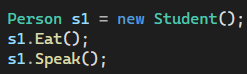 Person s1 = new Student();
s1.Eat();
s1.Speak();